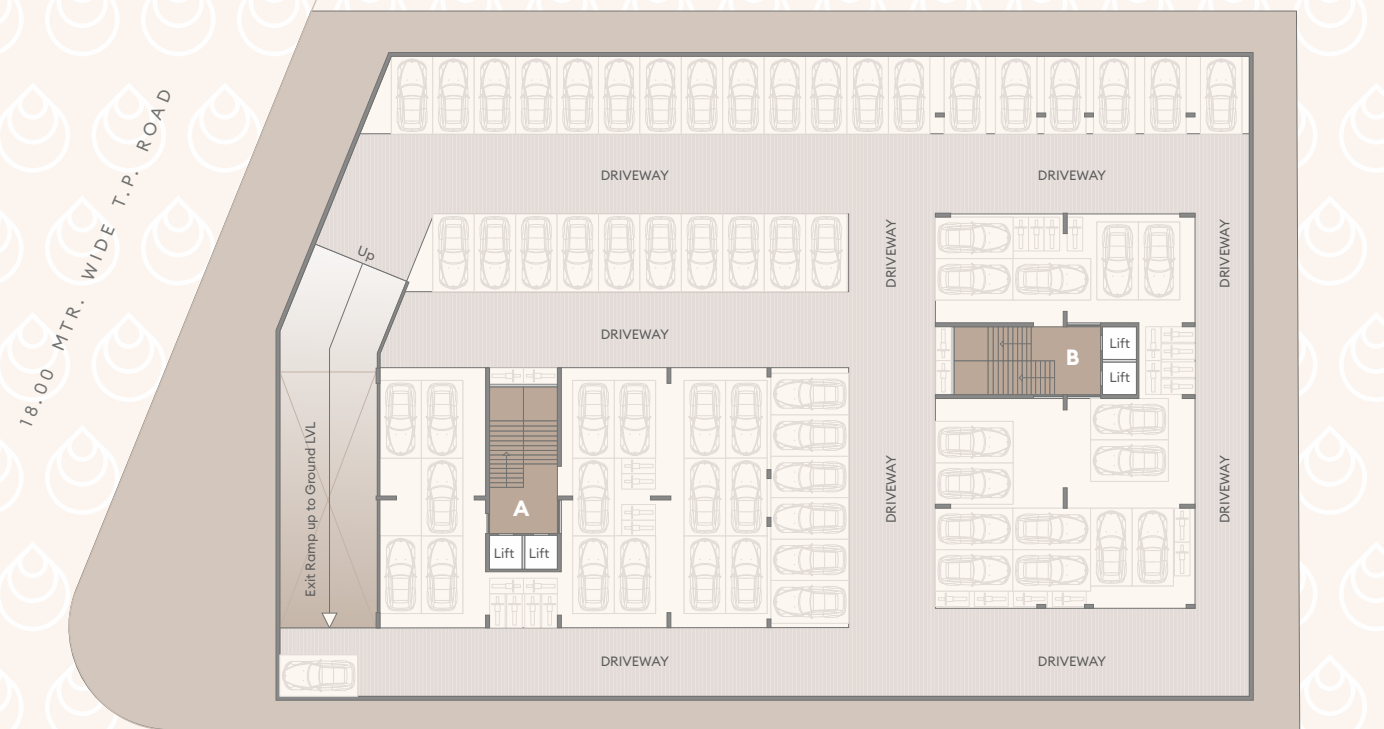 18.00 MTR. WIDE T.P. ROAD
DRIVEWAY
DRIVEWAY
Up
DRIVEWAY
DRIVEWAY
DRIVEWAY
Lift
B
Lift
Exit Ramp up to Ground LVL
A
DRIVEWAY
DRIVEWAY
Lift
Lift
DRIVEWAY
DRIVEWAY